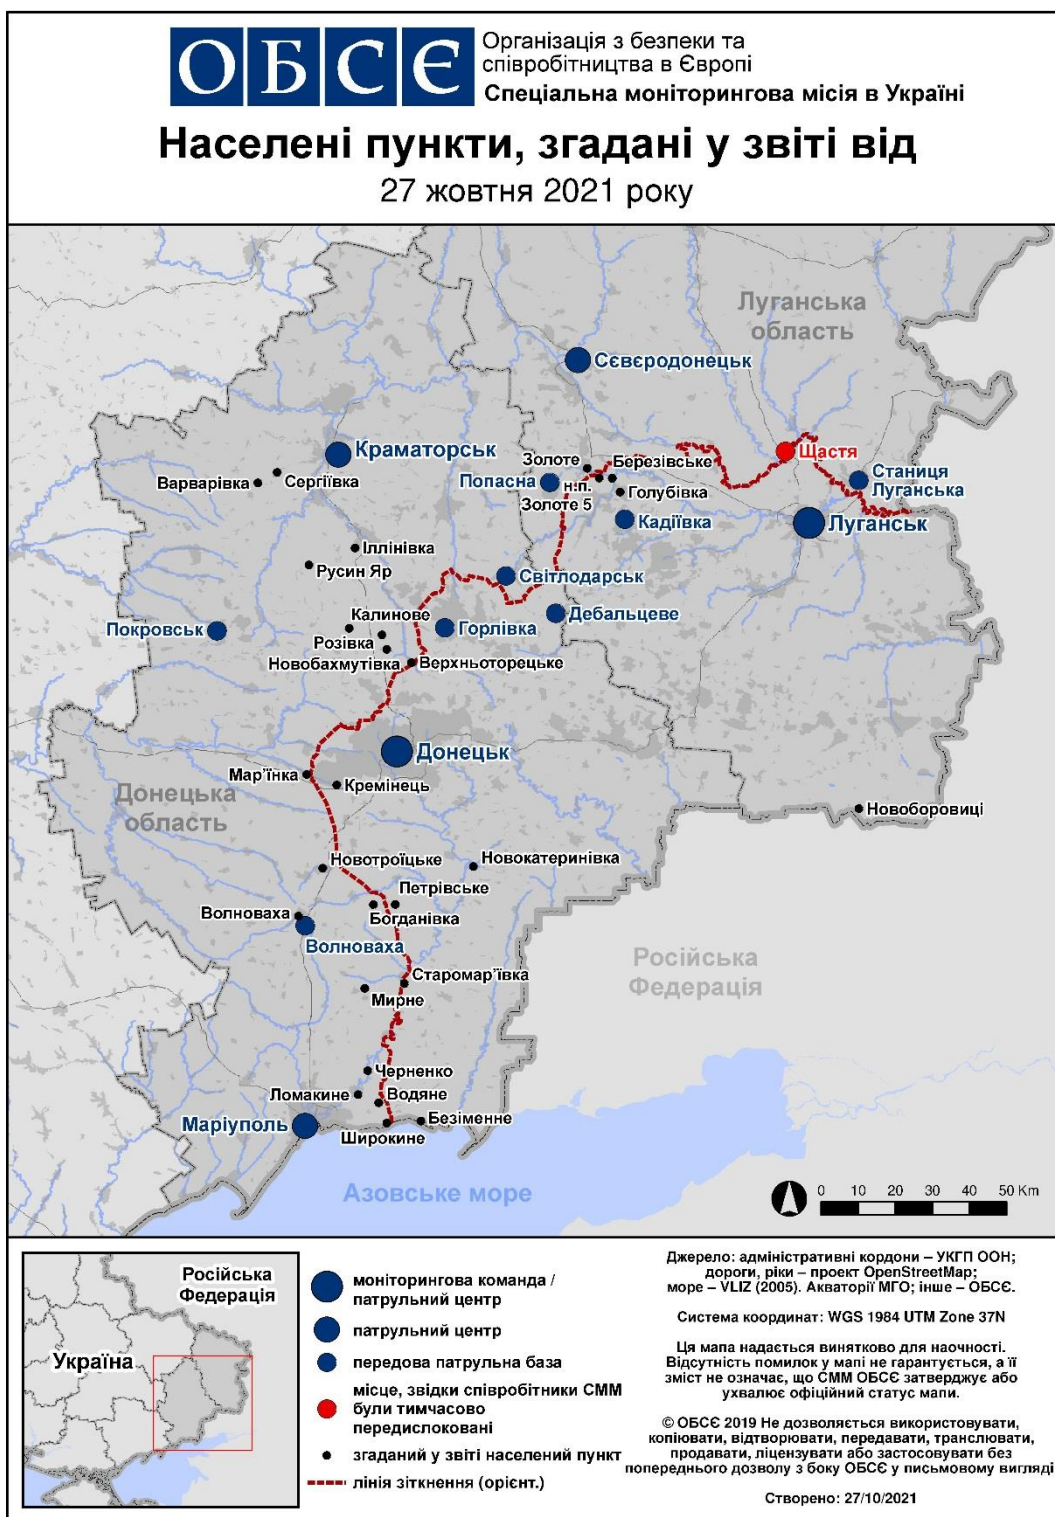 ОБСЄ
Організація з безпеки та
співробітництва в Європі
Спеціальна моніторингова місія в Україні
Населені пункти, згадані у звіті від
27 жовтня 2021 року
Луганська
область
Сєвєродонецьк
Краматорськ
Щастя
Золоте
Березівське
Станиця
Луганська
Варварівка
Сергіївка
Попасна
н.п.
Золоте 5
Голубівка
Кадіївка
Луганськ
Іллінівка
Русин Яр
Світлодарськ
Калинове
Дебальцеве
Покровськ
Горлівка
Розівка
Новобахмутівка
Верхньоторецьке
Донецьк
Мар’їнка
Кремінець
Донецька
область
Новоборовиці
Новотроїцьке
Новокатеринівка
Петрівське
Волноваха
Богданівка
Волноваха
Російська
Федерація
Старомар’ївка
Мирне
Черненко
Ломакине
Водяне
Маріуполь
Безіменне
Широкине
Азовське море
0 10 20 30 40 50 Km
Російська
Федерація
Україна
моніторингова команда /
патрульний центр
патрульний центр
передова патрульна база
місце, звідки співробітники СММ
були тимчасово
передислоковані
згаданий у звіті населений пункт
лінія зіткнення (орієнт.)
Джерело: адміністративні кордони – УКГП ООН;
дороги, ріки – проект OpenStreetMap;
море – VLIZ (2005). Акваторії МГО; інше – ОБСЄ.
Система координат: WGS 1984 UTM Zone 37N
Ця мапа надається винятково для наочності.
Відсутність помилок у мапі не гарантується, а її
зміст не означає, що СММ ОБСЄ затверджує або
ухвалює офіційний статус мапи.
© ОБСЄ 2019 Не дозволяється використовувати,
копіювати, відтворювати, передавати, транслювати,
продавати, ліцензувати або застосовувати без
попереднього дозволу з боку ОБСЄ у письмовому вигляді
Створено: 27/10/2021